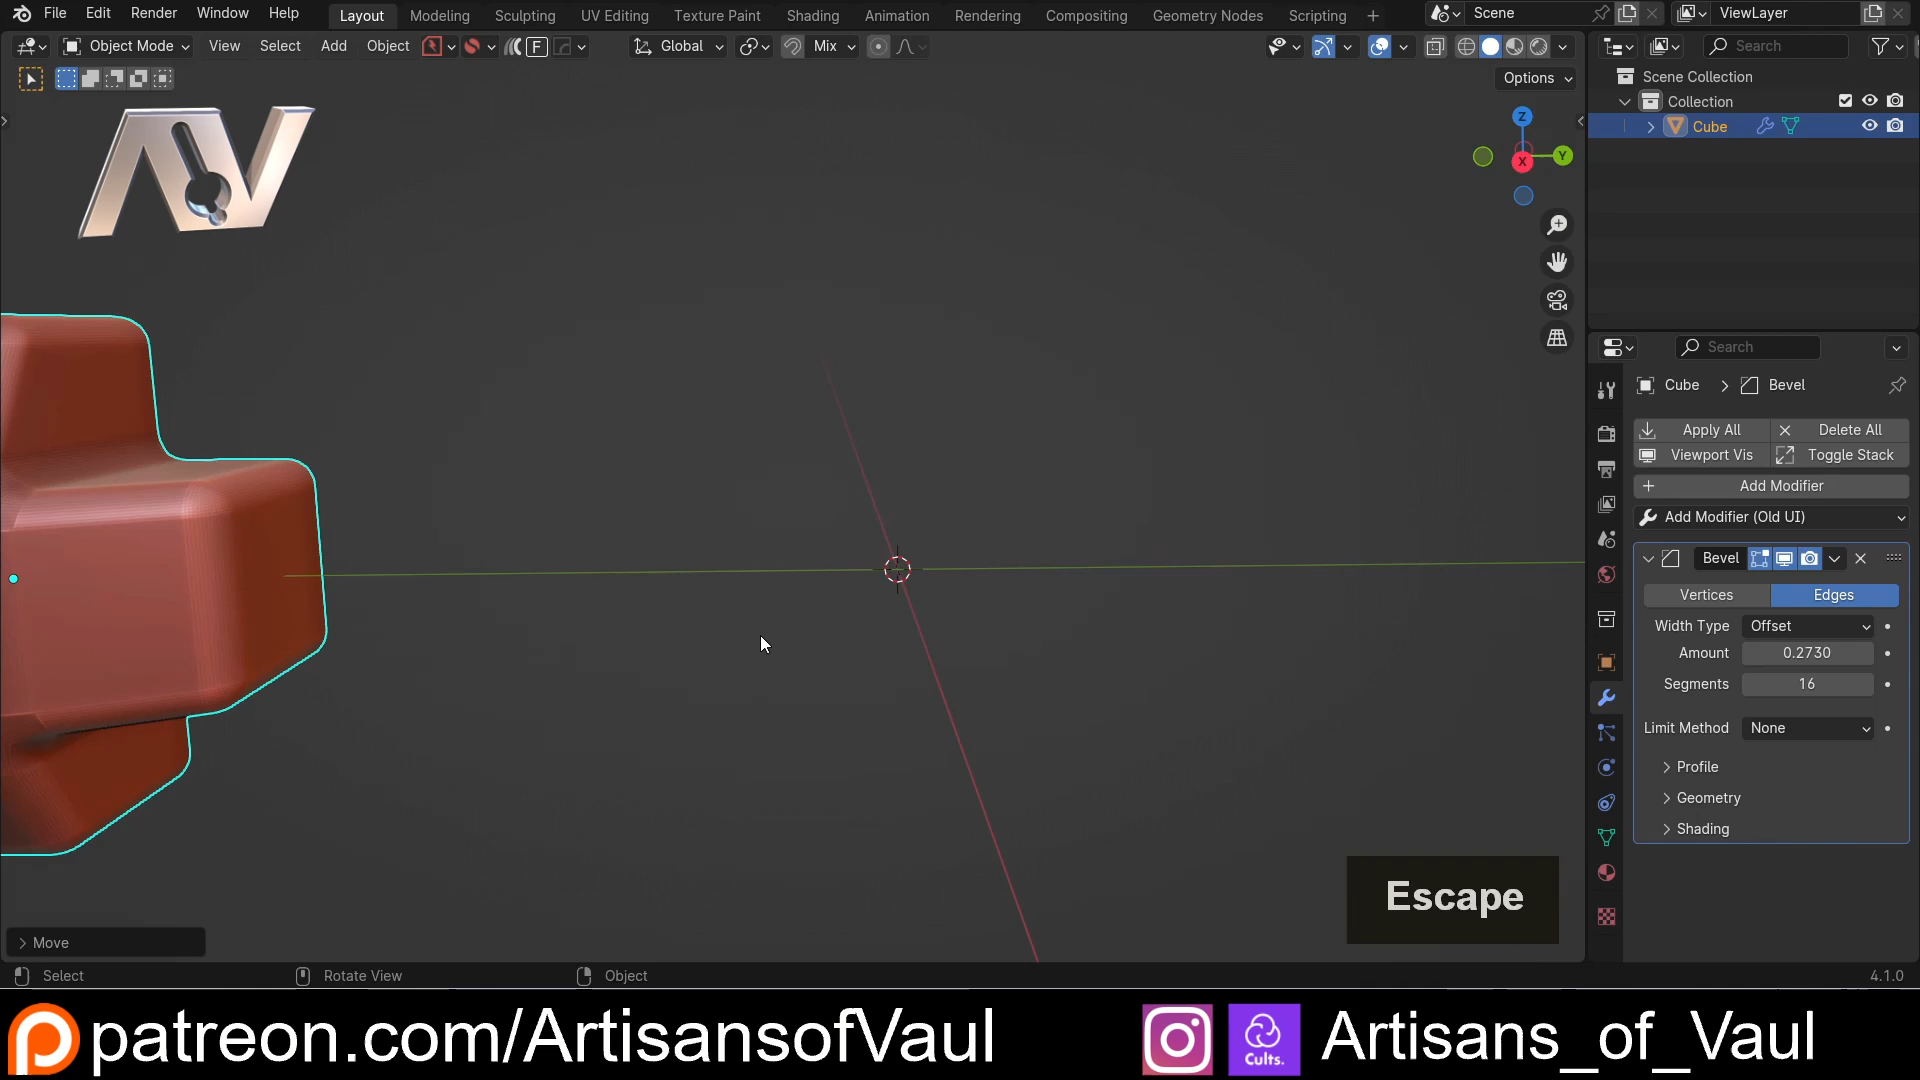 File Edit Render Window Help Layout Modeling Sculpting UV Editing Texture Paint Shading Animation Rendering Compositing Geometry Nodes Scripting + Scene ViewLayer
Object Mode View Select Add Object F Global Mix Search
Options
Scene Collection
Collection
Cube
Z
Y
X
AV
Search
Cube > Bevel
Apply All Delete All
Viewport Vis Toggle Stack
Add Modifier
Add Modifier (Old UI)
Bevel
Vertices Edges
Width Type Offset
Amount 0.2730
Segments 16
Limit Method None
Profile
Geometry
Shading
Escape
Move
Select Rotate View Object 4.1.0
patreon.com/ArtisansofVaul Cults. Artisans_of_Vaul